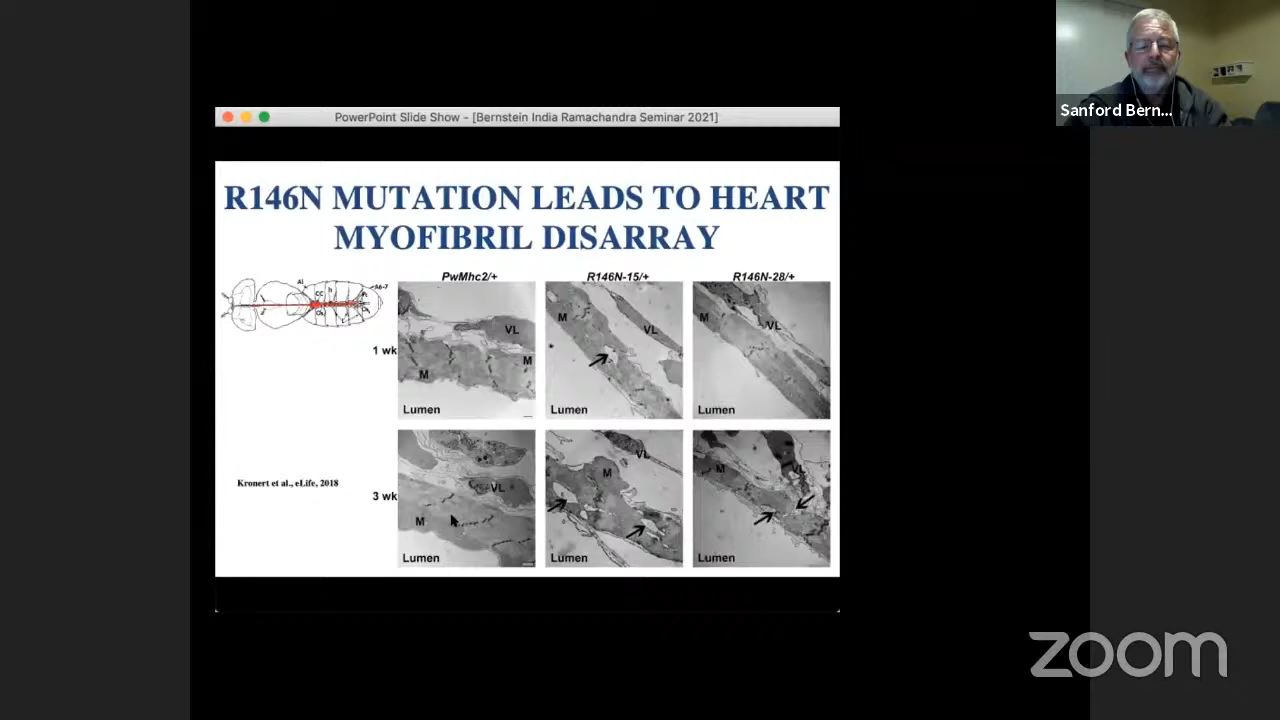 Sanford Bern...
PowerPoint Slide Show - [Bernstein India Ramachandra Seminar 2021]
R146N MUTATION LEADS TO HEART
MYOFIBRIL DISARRAY
PwMhc2/+
R146N-15/+
R146N-28/+
1 wk
VL
M
M
Lumen
M
VL
Lumen
M
VL
Lumen
Kronert et al., eLife, 2018
3 wk
VL
M
Lumen
VL
M
Lumen
M
VL
Lumen
zoom